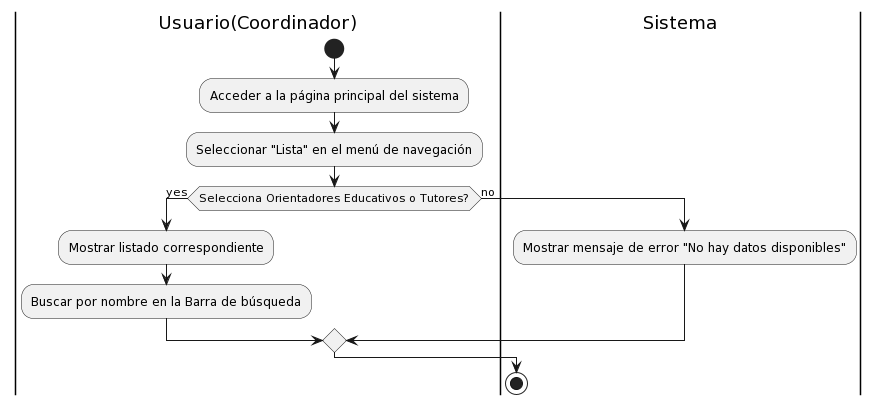 Usuario(Coordinador)
Sistema
Acceder a la página principal del sistema
Seleccionar "Lista" en el menú de navegación
yes
Selecciona Orientadores Educativos o Tutores?
no
Mostrar listado correspondiente
Mostrar mensaje de error "No hay datos disponibles"
Buscar por nombre en la Barra de búsqueda